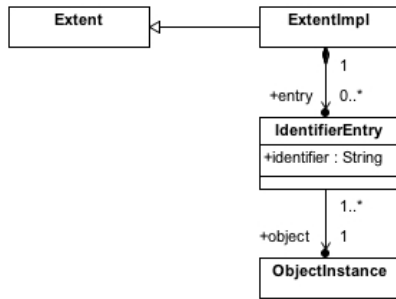 Extent
ExtentImpl
1
+entry
0..*
IdentifierEntry
+identifier : String
1..*
+object
1
ObjectInstance